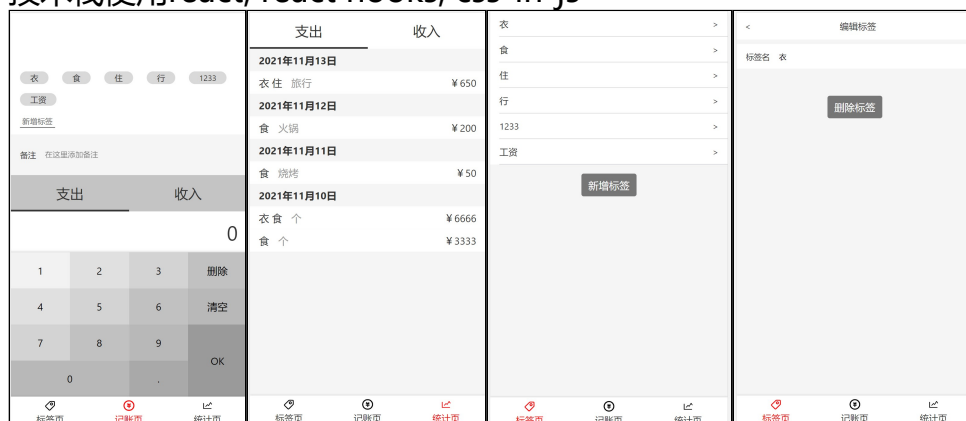 技术栈使用react, react hooks, css-in-js
衣 食 住 行 1233
工资
新增标签
备注 在这里添加备注
支出 收入
0
1 2 3 删除
4 5 6 清空
7 8 9
OK
0 .
标签页 记账页 统计页
支出 收入
2021年11月13日
衣 住 旅行 ¥ 650
2021年11月12日
食 火锅 ¥ 200
2021年11月11日
食 烧烤 ¥ 50
2021年11月10日
衣 食 个 ¥ 6666
食 个 ¥ 3333
标签页 记账页 统计页
衣 >
食 >
住 >
行 >
1233 >
工资 >
新增标签
标签页 记账页 统计页
< 编辑标签
标签名 衣
删除标签
标签页 记账页 统计页